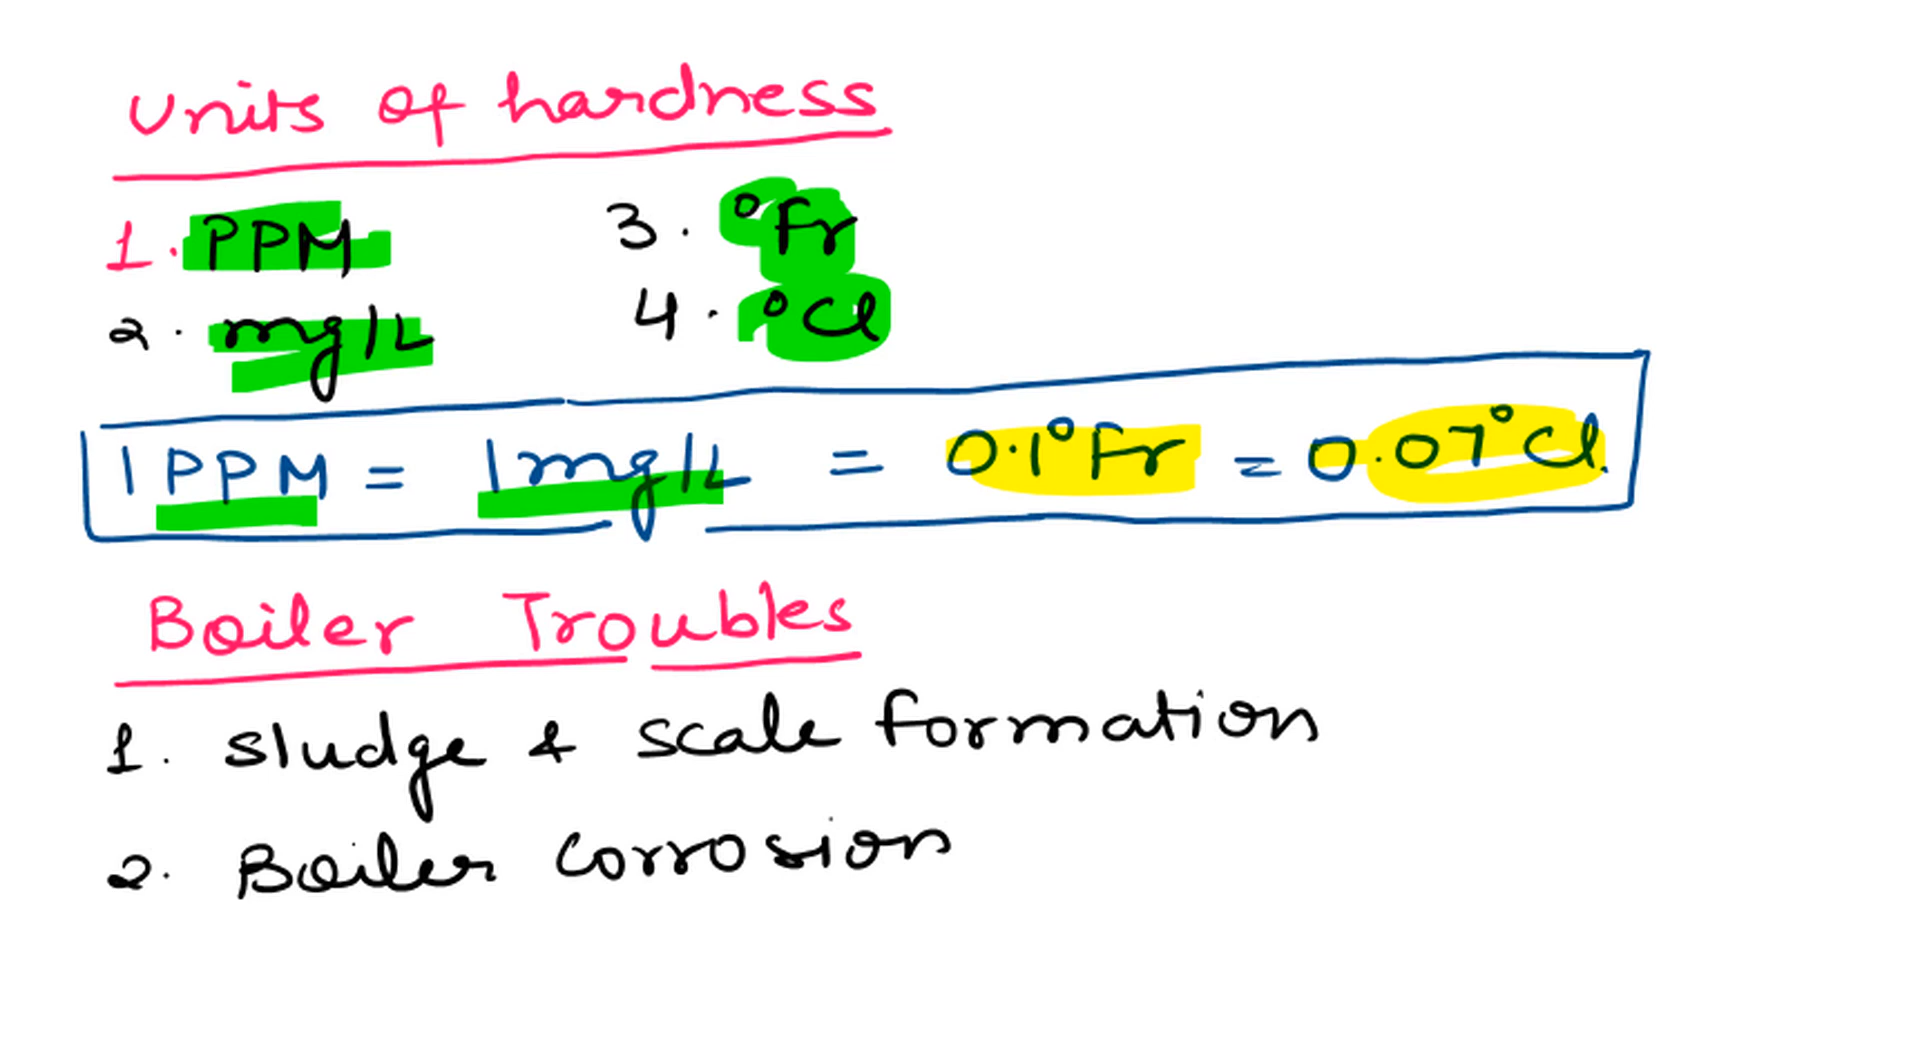 Units of hardness
1. PPM 3. °Fr
2. mg/L 4. °Cl
1 PPM = 1mg/L = 0.1° Fr = 0.07° Cl.
Boiler Troubles
1. sludge & scale formation
2. Boiler corrosion